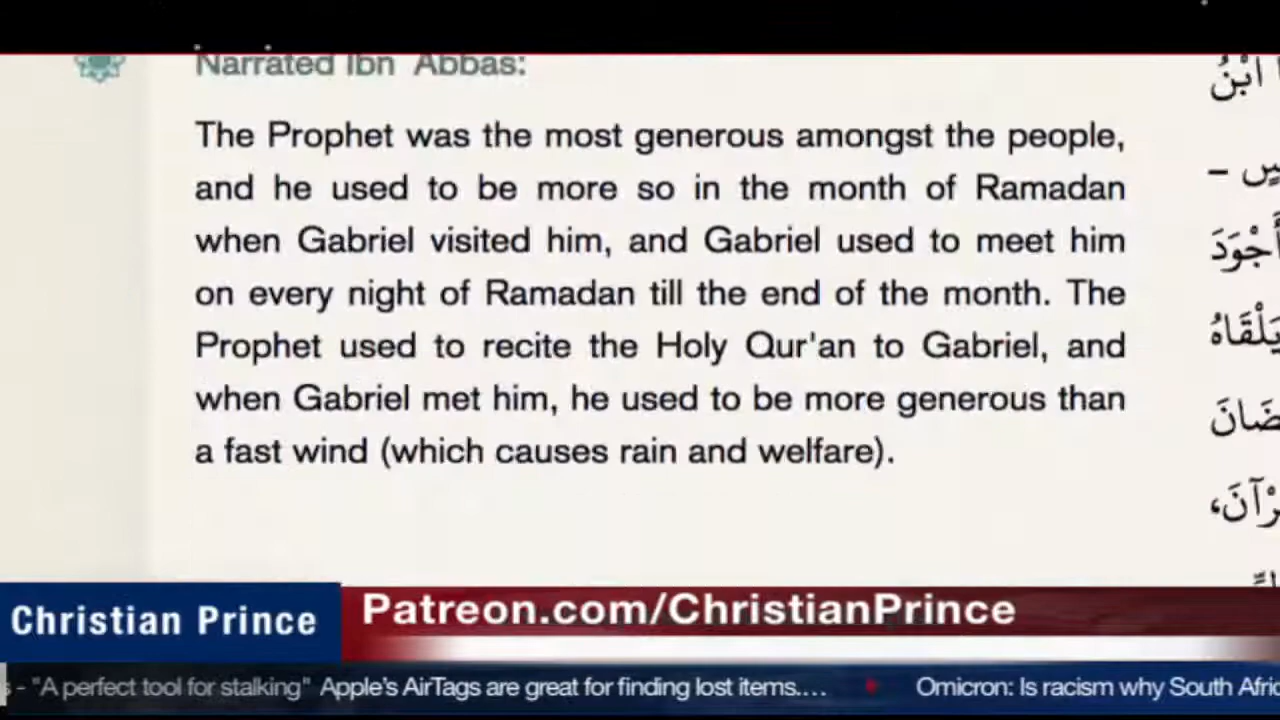 Narrated Ibn 'Abbas:
The Prophet was the most generous amongst the people,
and he used to be more so in the month of Ramadan
when Gabriel visited him, and Gabriel used to meet him
on every night of Ramadan till the end of the month. The
Prophet used to recite the Holy Qur'an to Gabriel, and
when Gabriel met him, he used to be more generous than
a fast wind (which causes rain and welfare).
ابْنُ
أَجْوَدَ
يَلْقَاهُ
Christian Prince
Patreon.com/ChristianPrince
- "A perfect tool for stalking" Apple's AirTags are great for finding lost items.... Omicron: Is racism why South